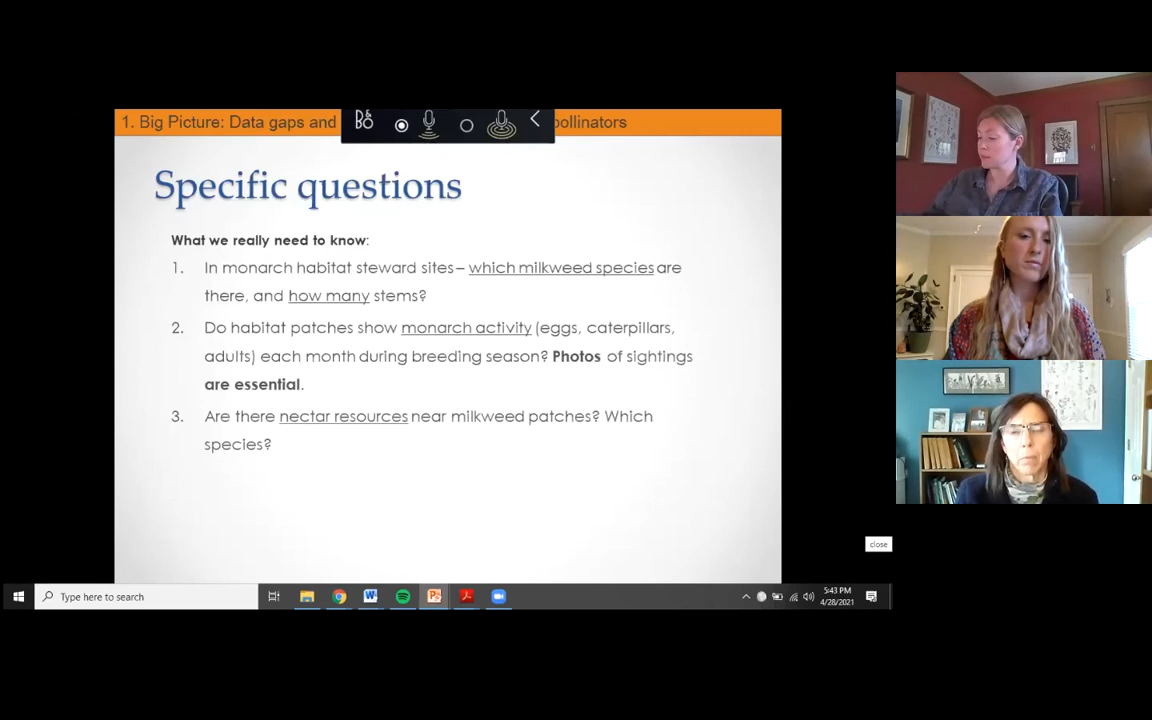 1. Big Picture: Data gaps and
pollinators
Specific questions
What we really need to know:
1. In monarch habitat steward sites – which milkweed species are
there, and how many stems?
2. Do habitat patches show monarch activity (eggs, caterpillars,
adults) each month during breeding season? Photos of sightings
are essential.
3. Are there nectar resources near milkweed patches? Which
species?
close
Type here to search
5:43 PM
4/28/2021